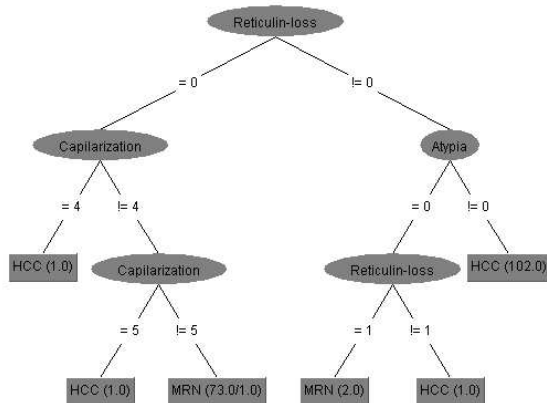 Reticulin-loss
= 0
!= 0
Capilarization
Atypia
= 4
!= 4
= 0
!= 0
HCC (1.0)
Capilarization
Reticulin-loss
HCC (102.0)
= 5
!= 5
= 1
!= 1
HCC (1.0)
MRN (73.0/1.0)
MRN (2.0)
HCC (1.0)